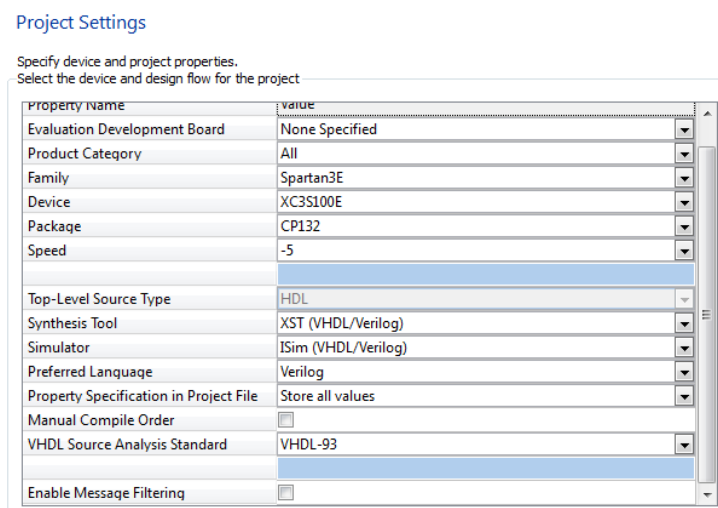 Project Settings
Specify device and project properties.
Select the device and design flow for the project
Property Name Value
Evaluation Development Board None Specified
Product Category All
Family Spartan3E
Device XC3S100E
Package CP132
Speed -5
Top-Level Source Type HDL
Synthesis Tool XST (VHDL/Verilog)
Simulator ISim (VHDL/Verilog)
Preferred Language Verilog
Property Specification in Project File Store all values
Manual Compile Order
VHDL Source Analysis Standard VHDL-93
Enable Message Filtering